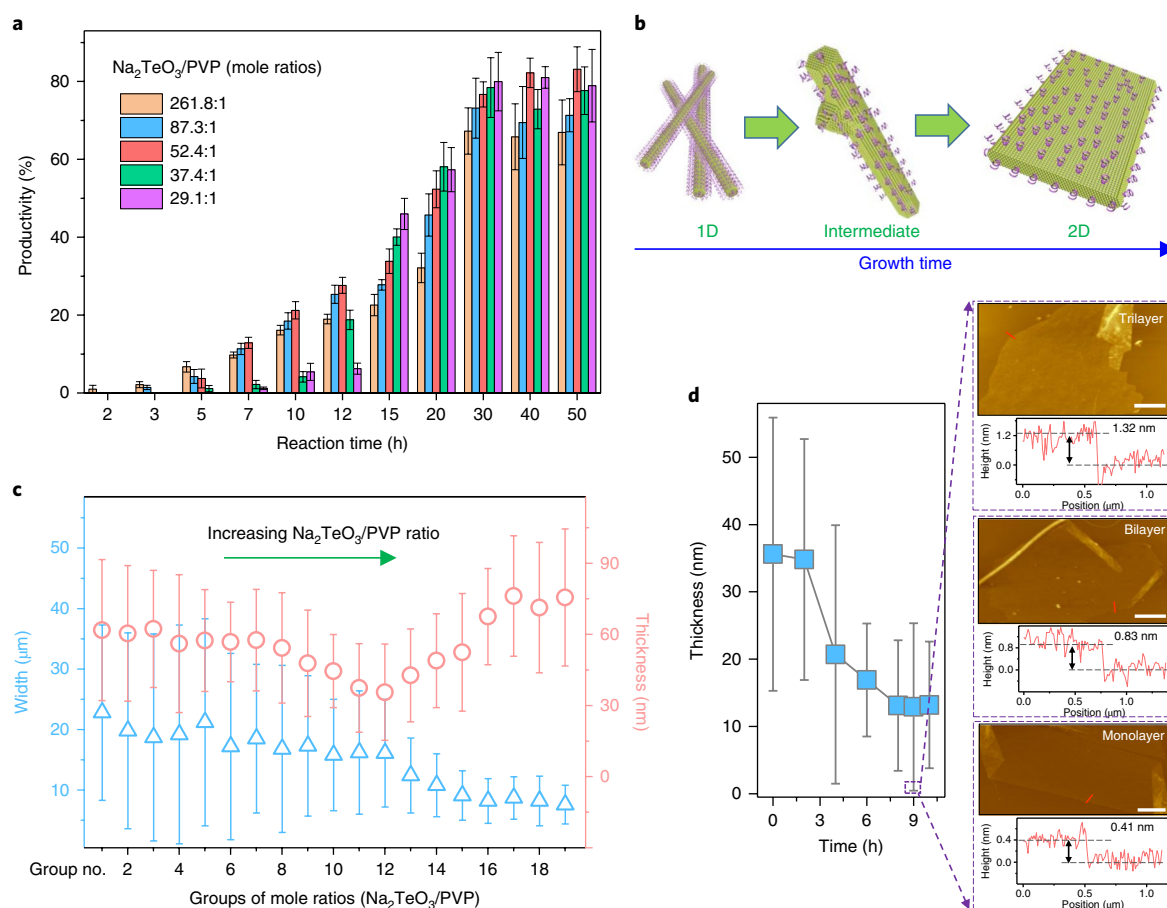 a
Na₂TeO₃/PVP (mole ratios)
261.8:1
87.3:1
52.4:1
37.4:1
29.1:1
Productivity (%)
80
60
40
20
0
2 3 5 7 10 12 15 20 30 40 50
Reaction time (h)
b
1D
Intermediate
2D
Growth time
c
Increasing Na₂TeO₃/PVP ratio
Width (μm)
50
40
30
20
10
Thickness (nm)
90
60
30
0
Group no. 2 4 6 8 10 12 14 16 18
Groups of mole ratios (Na₂TeO₃/PVP)
d
Thickness (nm)
50
40
30
20
10
0
0 3 6 9
Time (h)
Trilayer
Height (nm)
1.2
0.0
1.32 nm
0.0 0.5 1.0
Position (μm)
Bilayer
Height (nm)
0.8
0.0
0.83 nm
0.0 0.5 1.0
Position (μm)
Monolayer
Height (nm)
0.4
0.0
0.41 nm
0.0 0.5 1.0
Position (μm)